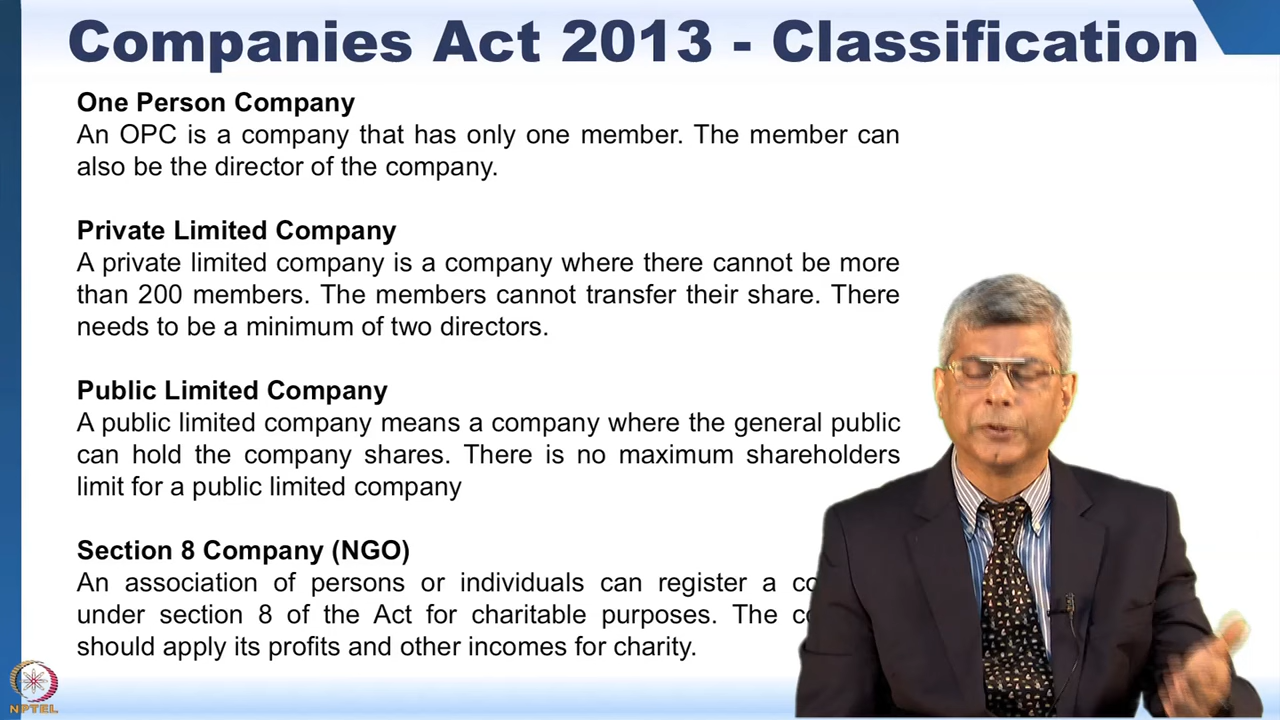 Companies Act 2013 - Classification
One Person Company
An OPC is a company that has only one member. The member can
also be the director of the company.
Private Limited Company
A private limited company is a company where there cannot be more
than 200 members. The members cannot transfer their share. There
needs to be a minimum of two directors.
Public Limited Company
A public limited company means a company where the general public
can hold the company shares. There is no maximum shareholders
limit for a public limited company
Section 8 Company (NGO)
An association of persons or individuals can register a
under section 8 of the Act for charitable purposes. The
should apply its profits and other incomes for charity.
NPTEL